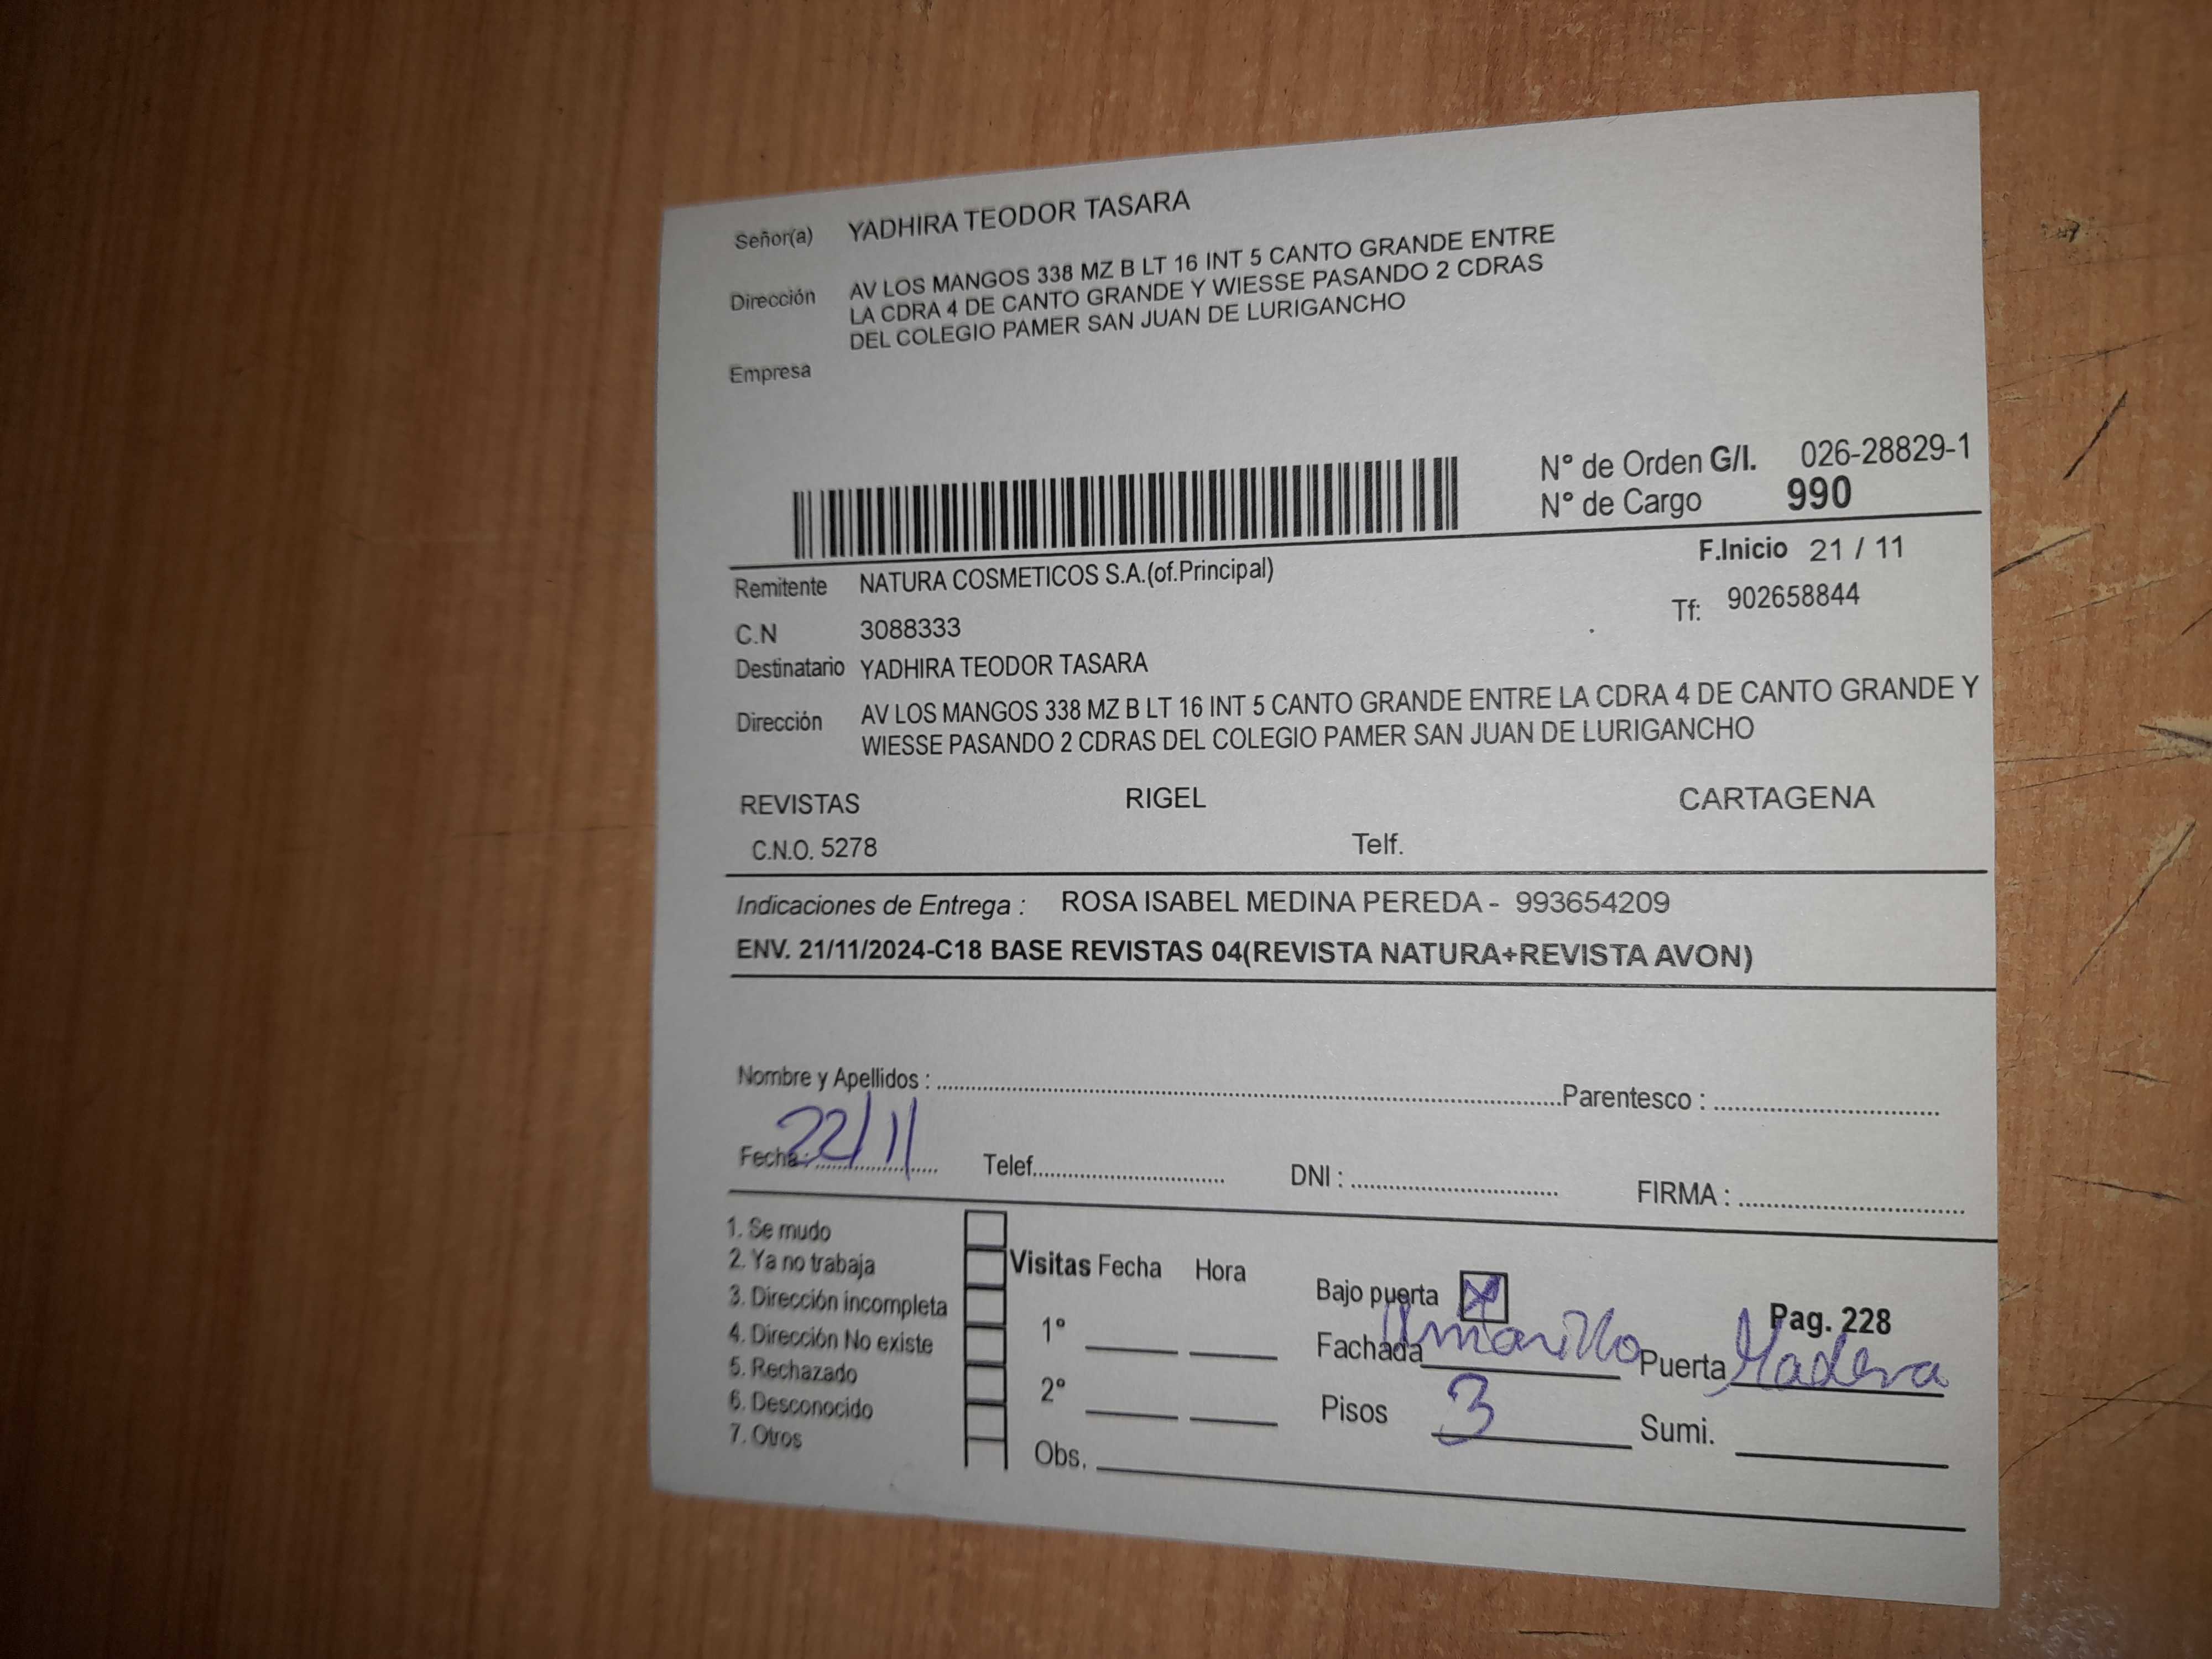 Señor(a) YADHIRA TEODOR TASARA
Dirección AV LOS MANGOS 338 MZ B LT 16 INT 5 CANTO GRANDE ENTRE
LA CDRA 4 DE CANTO GRANDE Y WIESSE PASANDO 2 CDRAS
DEL COLEGIO PAMER SAN JUAN DE LURIGANCHO
Empresa
N° de Orden G/I. 026-28829-1
N° de Cargo 990
F.Inicio 21 / 11
Remitente NATURA COSMETICOS S.A.(of.Principal)
Tf: 902658844
C.N 3088333
Destinatario YADHIRA TEODOR TASARA
Dirección AV LOS MANGOS 338 MZ B LT 16 INT 5 CANTO GRANDE ENTRE LA CDRA 4 DE CANTO GRANDE Y
WIESSE PASANDO 2 CDRAS DEL COLEGIO PAMER SAN JUAN DE LURIGANCHO
REVISTAS RIGEL CARTAGENA
C.N.O. 5278 Telf.
Indicaciones de Entrega : ROSA ISABEL MEDINA PEREDA - 993654209
ENV. 21/11/2024-C18 BASE REVISTAS 04(REVISTA NATURA+REVISTA AVON)
Nombre y Apellidos : Parentesco :
Fecha: 22/11 Telef. DNI : FIRMA :
1. Se mudo
2. Ya no trabaja Visitas Fecha Hora
3. Dirección incompleta Bajo puerta X Pag. 228
4. Dirección No existe 1° Fachada Amarillo Puerta Madera
5. Rechazado
6. Desconocido 2° Pisos 3 Sumi.
7. Otros Obs.